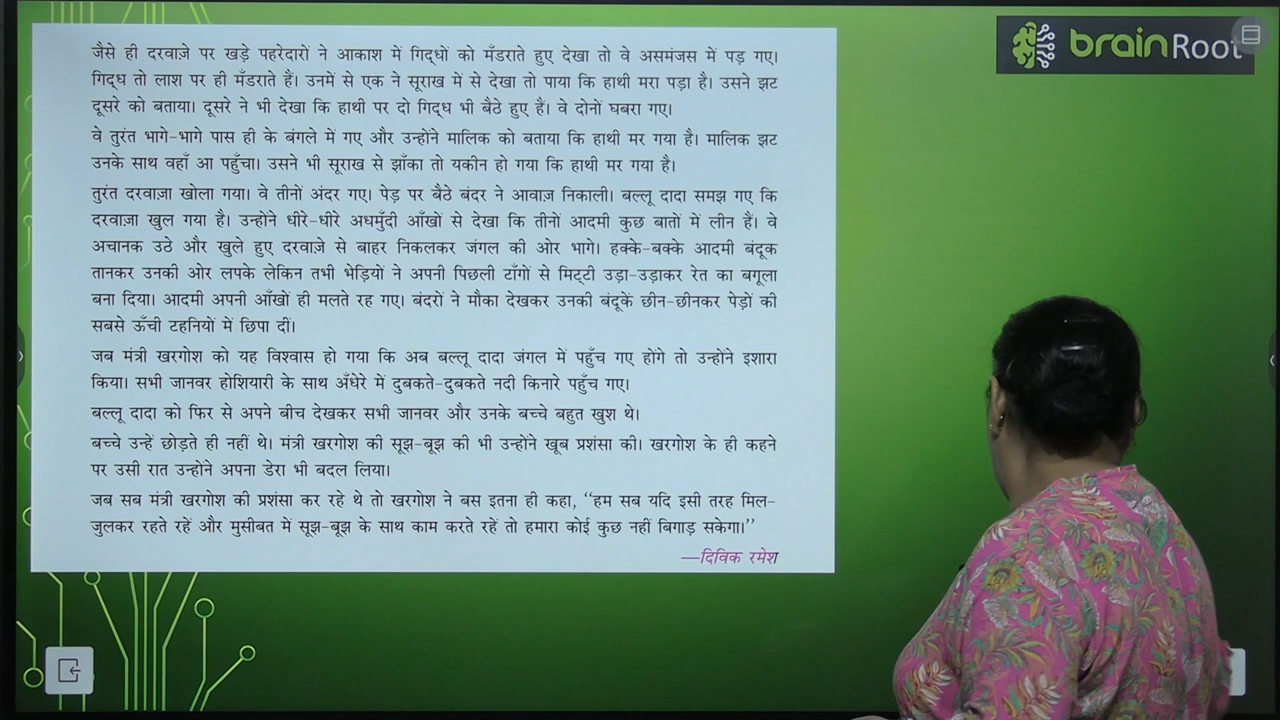 जैसे ही दरवाज़े पर खड़े पहरेदारों ने आकाश में गिद्धों को मँडराते हुए देखा तो वे असमंजस में पड़ गए।
गिद्ध तो लाश पर ही मँडराते हैं। उनमें से एक ने सूराख में से देखा तो पाया कि हाथी मरा पड़ा है। उसने झट
दूसरे को बताया। दूसरे ने भी देखा कि हाथी पर दो गिद्ध भी बैठे हुए हैं। वे दोनों घबरा गए।
वे तुरंत भागे-भागे पास ही के बंगले में गए और उन्होंने मालिक को बताया कि हाथी मर गया है। मालिक झट
उनके साथ वहाँ आ पहुँचा। उसने भी सूराख से झाँका तो यकीन हो गया कि हाथी मर गया है।
तुरंत दरवाज़ा खोला गया। वे तीनों अंदर गए। पेड़ पर बैठे बंदर ने आवाज़ निकाली। बल्लू दादा समझ गए कि
दरवाज़ा खुल गया है। उन्होंने धीरे-धीरे अधमुँदी आँखों से देखा कि तीनों आदमी कुछ बातों में लीन हैं। वे
अचानक उठे और खुले हुए दरवाज़े से बाहर निकलकर जंगल की ओर भागे। हक्के-बक्के आदमी बंदूक
तानकर उनकी ओर लपके लेकिन तभी भेड़ियों ने अपनी पिछली टाँगों से मिट्टी उड़ा-उड़ाकर रेत का बगूला
बना दिया। आदमी अपनी आँखों ही मलते रह गए। बंदरों ने मौका देखकर उनकी बंदूकें छीन-छीनकर पेड़ों की
सबसे ऊँची टहनियों में छिपा दीं।
जब मंत्री खरगोश को यह विश्वास हो गया कि अब बल्लू दादा जंगल में पहुँच गए होंगे तो उन्होंने इशारा
किया। सभी जानवर होशियारी के साथ अँधेरे में दुबकते-दुबकते नदी किनारे पहुँच गए।
बल्लू दादा को फिर से अपने बीच देखकर सभी जानवर और उनके बच्चे बहुत खुश थे।
बच्चे उन्हें छोड़ते ही नहीं थे। मंत्री खरगोश की सूझ-बूझ की भी उन्होंने खूब प्रशंसा की। खरगोश के ही कहने
पर उसी रात उन्होंने अपना डेरा भी बदल लिया।
जब सब मंत्री खरगोश की प्रशंसा कर रहे थे तो खरगोश ने बस इतना ही कहा, ‘‘हम सब यदि इसी तरह मिल-
जुलकर रहते रहें और मुसीबत में सूझ-बूझ के साथ काम करते रहें तो हमारा कोई कुछ नहीं बिगाड़ सकेगा।’’
—दिविक रमेश
brainRoot